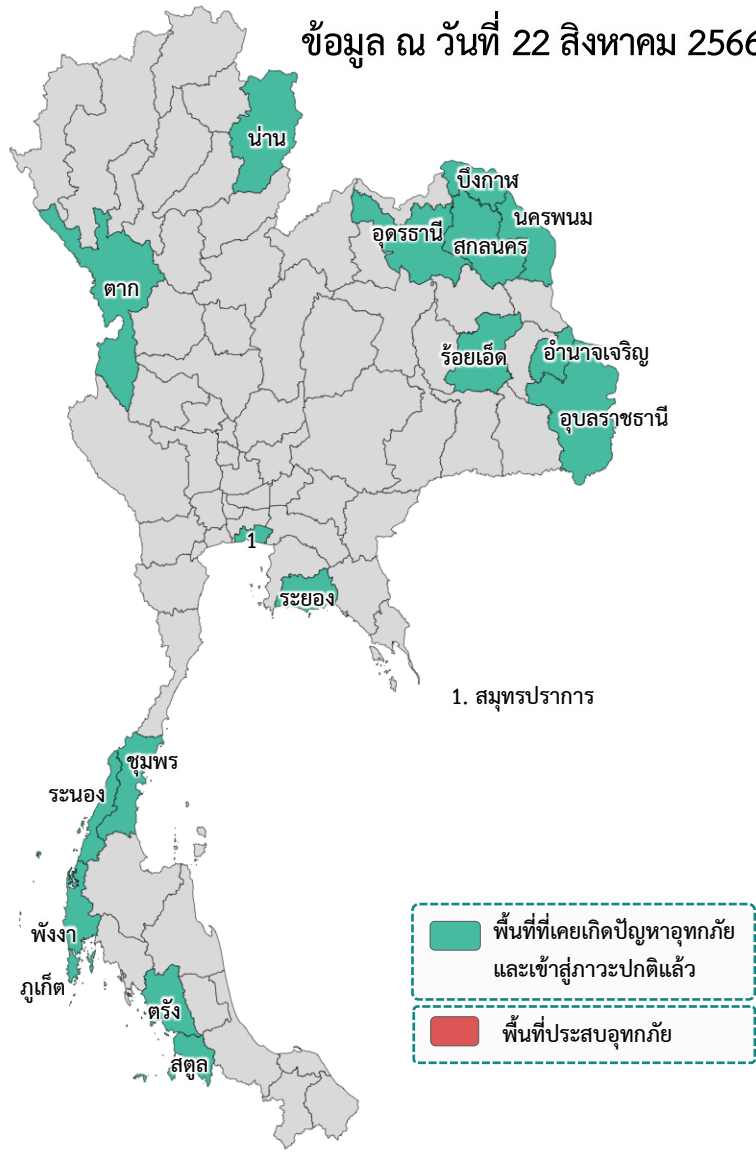 ข้อมูล ณ วันที่ 22 สิงหาคม 2566
น่าน
บึงกาฬ
นครพนม
อุดรธานี
สกลนคร
ตาก
ร้อยเอ็ด
อำนาจเจริญ
อุบลราชธานี
1
ระยอง
1. สมุทรปราการ
ชุมพร
ระนอง
พังงา
ภูเก็ต
ตรัง
สตูล
พื้นที่ที่เคยเกิดปัญหาอุทกภัย
และเข้าสู่ภาวะปกติแล้ว
พื้นที่ประสบอุทกภัย